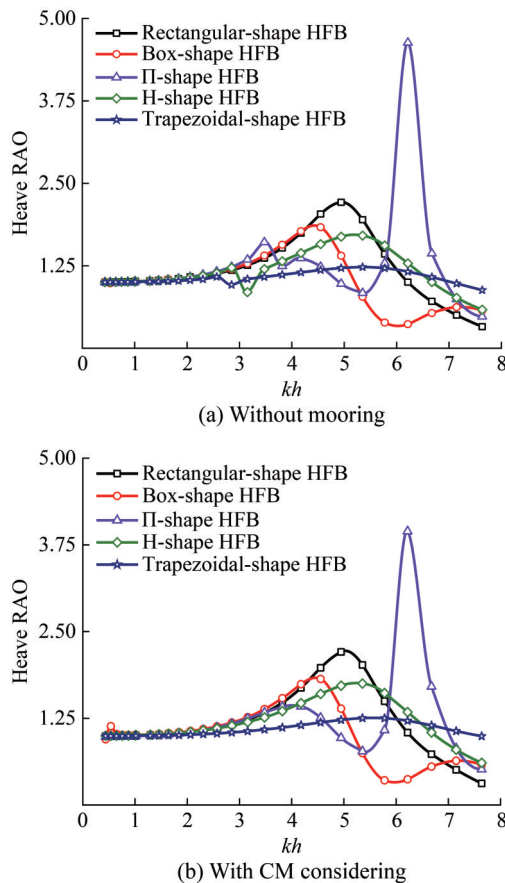 5.00
3.75
2.50
1.25
Heave RAO
Rectangular-shape HFB
Box-shape HFB
Π-shape HFB
H-shape HFB
Trapezoidal-shape HFB
0 1 2 3 4 5 6 7 8
kh
(a) Without mooring
5.00
3.75
2.50
1.25
Heave RAO
Rectangular-shape HFB
Box-shape HFB
Π-shape HFB
H-shape HFB
Trapezoidal-shape HFB
0 1 2 3 4 5 6 7 8
kh
(b) With CM considering